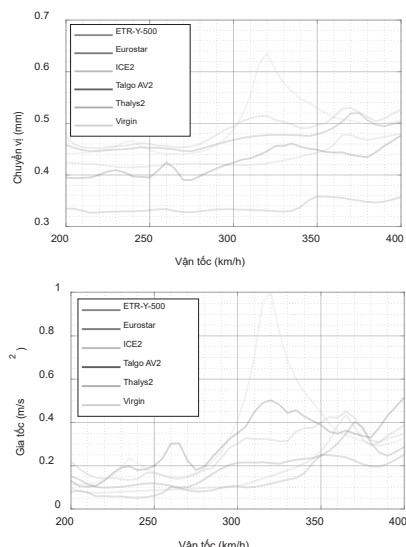 0.7
0.6
0.5
0.4
0.3
Chuyển vị (mm)
ETR-Y-500
Eurostar
ICE2
Talgo AV2
Thalys2
Virgin
200 250 300 350 400
Vận tốc (km/h)
1
0.8
0.6
0.4
0.2
0
Gia tốc (m/s 2 )
ETR-Y-500
Eurostar
ICE2
Talgo AV2
Thalys2
Virgin
200 250 300 350 400
Vận tốc (km/h)